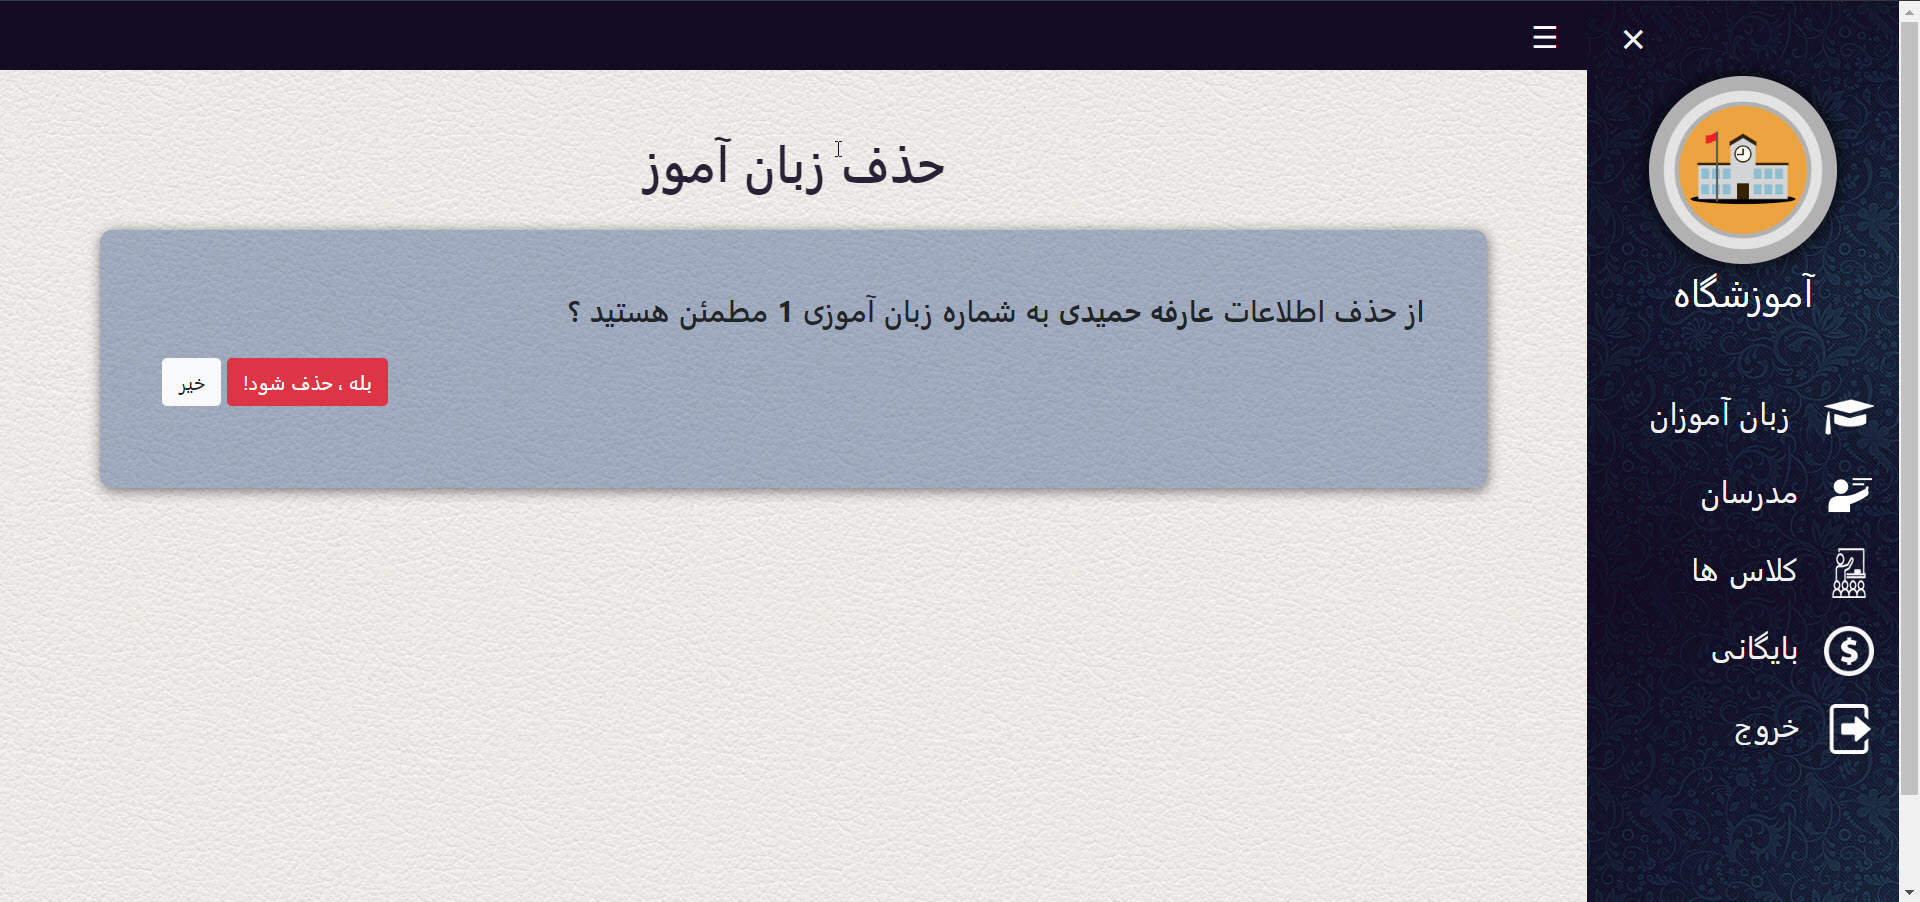 آموزشگاه
زبان آموزان
مدرسان
کلاس ها
بایگانی
خروج
حذف زبان آموز
از حذف اطلاعات عارفه حمیدی به شماره زبان آموزی 1 مطمئن هستید ؟
بله ، حذف شود!
خیر